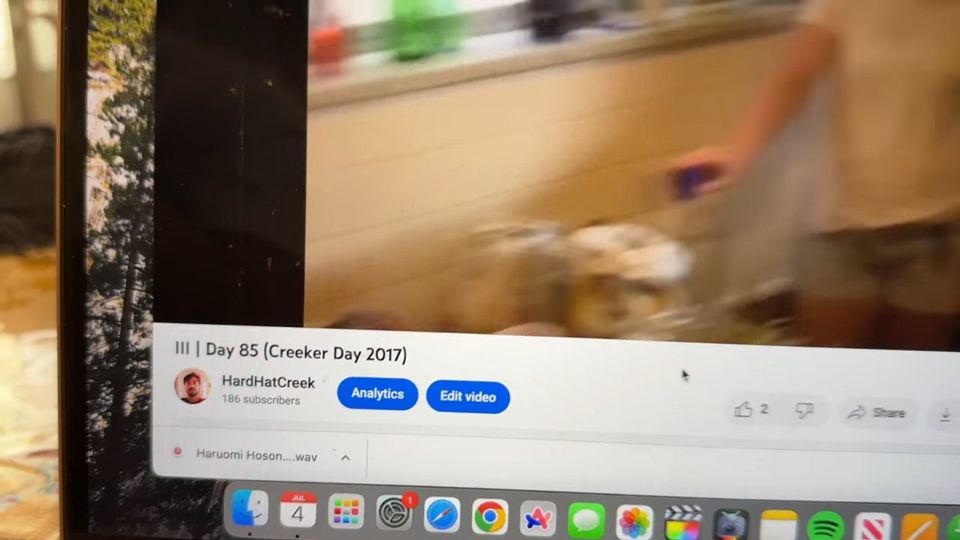 III | Day 85 (Creeker Day 2017)
HardHatCreek
186 subscribers
Analytics
Edit video
2
Share
Haruomi Hoson....wav
JUL
4
1